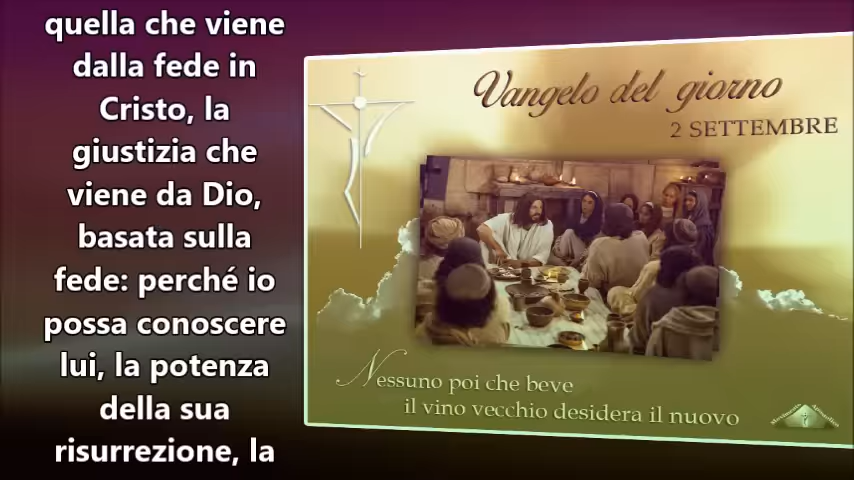 quella che viene
dalla fede in
Cristo, la
giustizia che
viene da Dio,
basata sulla
fede: perché io
possa conoscere
lui, la potenza
della sua
risurrezione, la
Vangelo del giorno
2 SETTEMBRE
Nessuno poi che beve
il vino vecchio desidera il nuovo